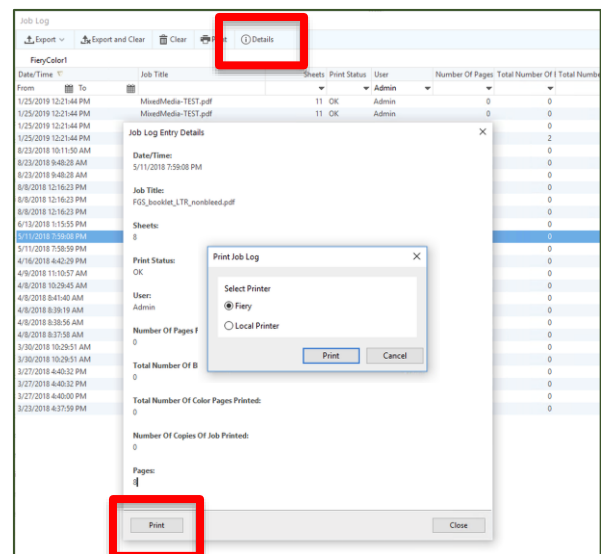 Job Log
Export Export and Clear Clear Details
FieryColor1
Date/Time Job Title Sheets Print Status User Number Of Pages Total Number Of Total Numbe
From To Admin
1/25/2019 12:21:44 PM MixedMedia-TEST.pdf 11 OK Admin 0 0
1/25/2019 12:21:44 PM MixedMedia-TEST.pdf 11 OK Admin 0 0
1/25/2019 12:21:44 PM 0
1/25/2019 12:21:44 PM 2
8/23/2018 10:11:50 AM 0
8/23/2018 9:48:28 AM 0
8/23/2018 9:48:28 AM 0
8/8/2018 12:16:23 PM 0
8/8/2018 12:16:23 PM 0
8/8/2018 12:16:23 PM 0
6/13/2018 1:15:55 PM 0
5/11/2018 7:59:08 PM 0
5/11/2018 7:58:59 PM 0
4/16/2018 4:42:29 PM 0
4/9/2018 11:10:57 AM 0
4/8/2018 10:29:45 AM 0
4/8/2018 8:41:40 AM 0
4/8/2018 8:39:19 AM 0
4/8/2018 8:38:56 AM 0
4/8/2018 8:37:58 AM 0
3/30/2018 10:29:51 AM 0
3/30/2018 10:29:51 AM 0
3/27/2018 4:40:32 PM 0
3/27/2018 4:40:32 PM 0
3/27/2018 4:40:00 PM 0
3/23/2018 4:37:59 PM 0
Job Log Entry Details
Date/Time:
5/11/2018 7:59:08 PM
Job Title:
FGS_booklet_LTR_nonbleed.pdf
Sheets:
8
Print Status:
OK
User:
Admin
Number Of Pages
0
Total Number Of B
0
Total Number Of Color Pages Printed:
0
Number Of Copies Of Job Printed:
0
Pages:
8
Print Close
Print Job Log
Select Printer
Fiery
Local Printer
Print Cancel